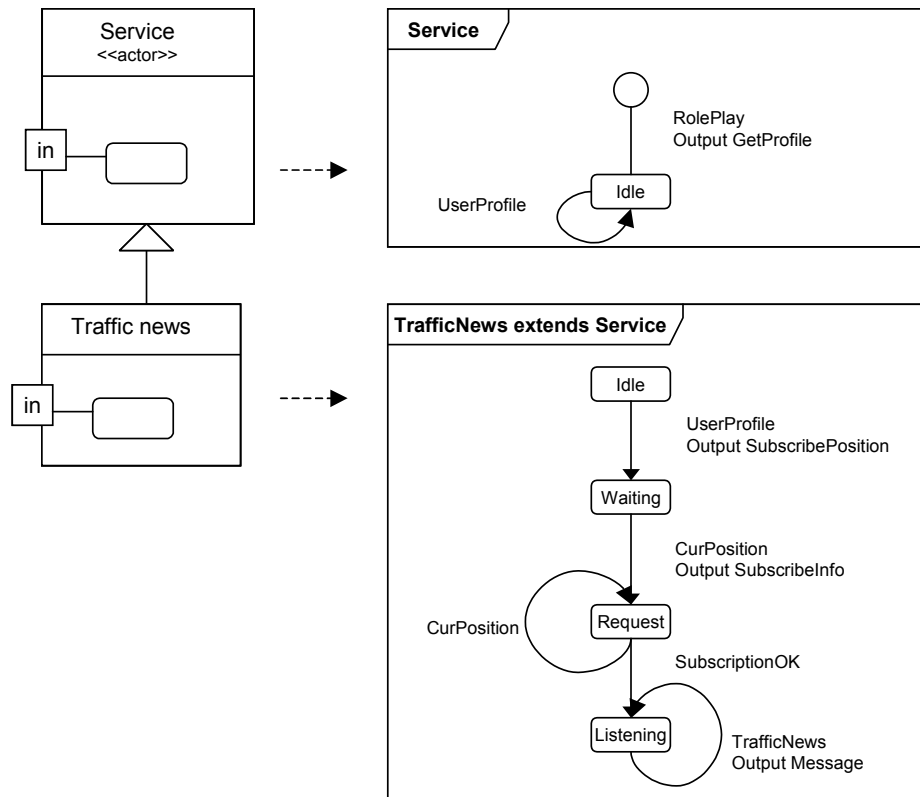 Service
<<actor>>
in
Service
RolePlay
Output GetProfile
Idle
UserProfile
Traffic news
in
TrafficNews extends Service
Idle
UserProfile
Output SubscribePosition
Waiting
CurPosition
Output SubscribeInfo
Request
CurPosition
SubscriptionOK
Listening
TrafficNews
Output Message